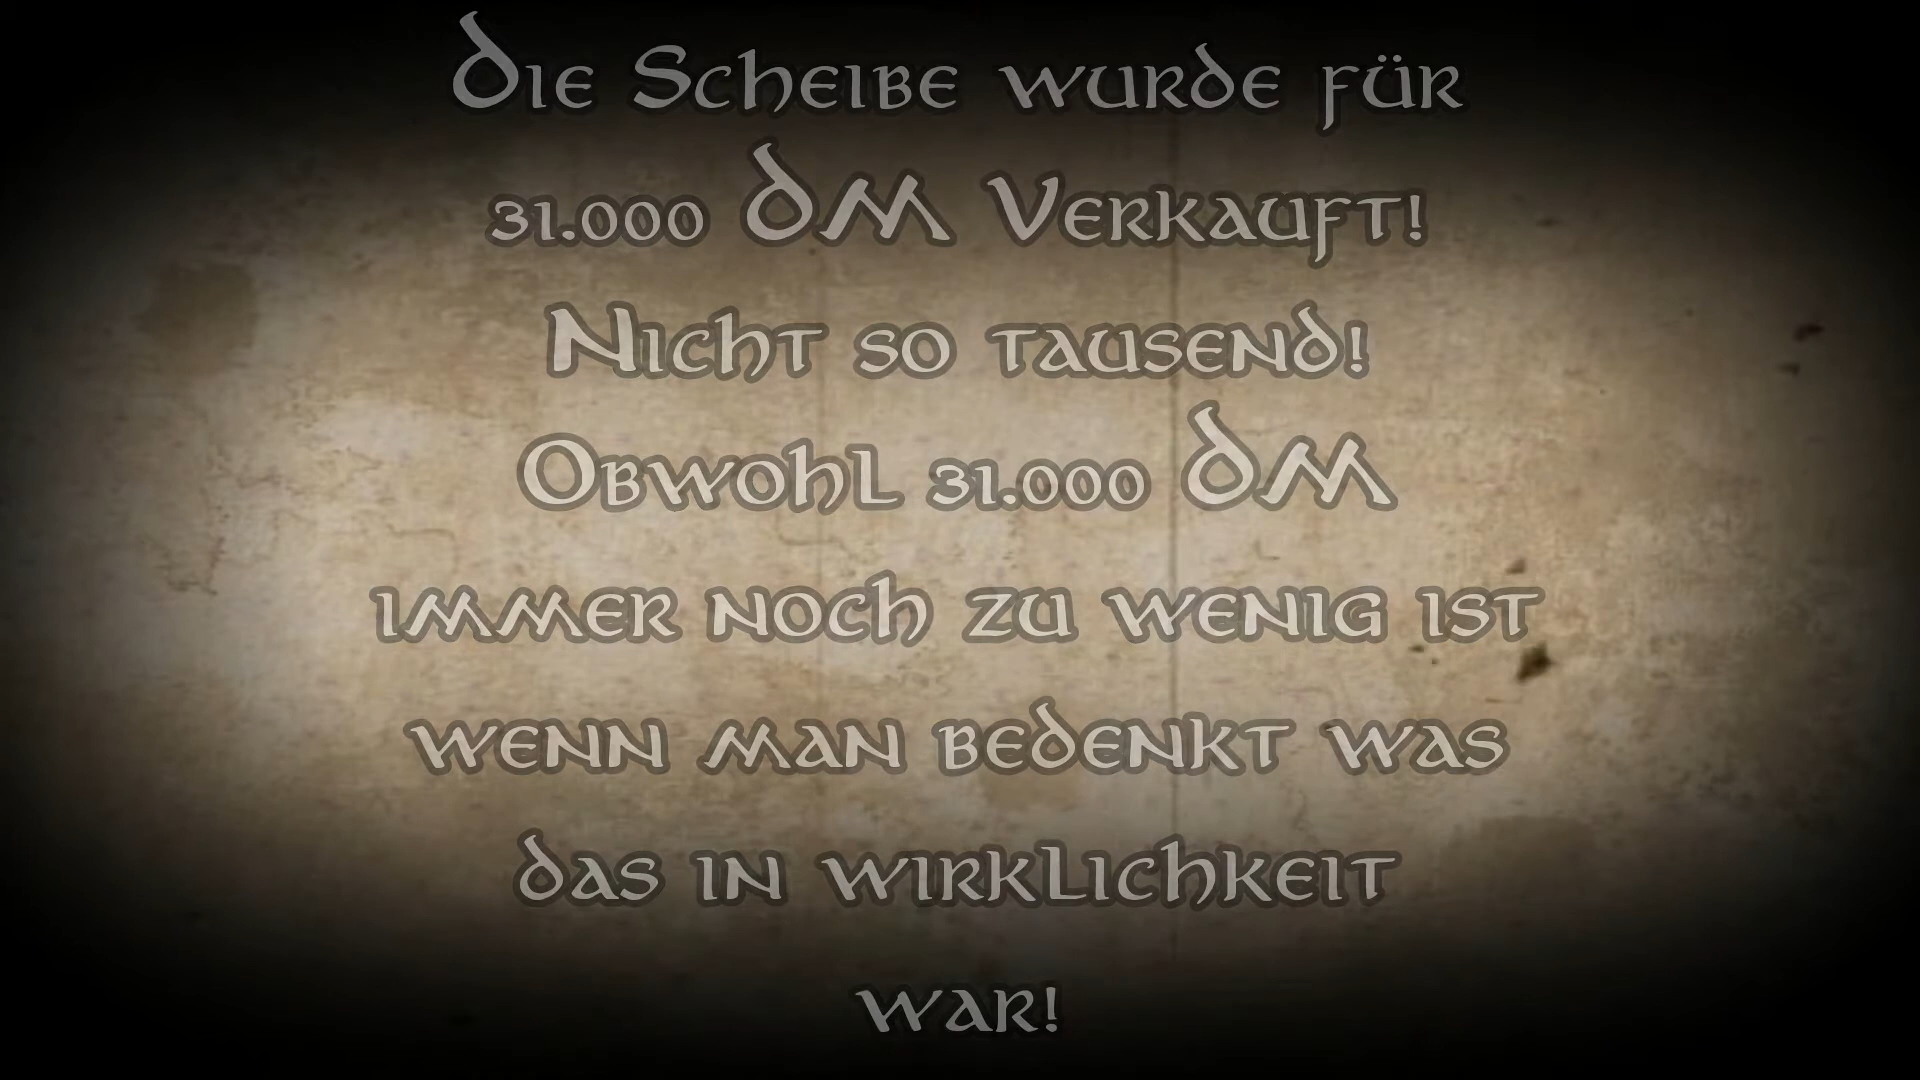 Die Scheibe wurde für
31.000 DM Verkauft!
Nicht so tausend!
Obwohl 31.000 DM
immer noch zu wenig ist
wenn man bedenkt was
das in wirklichkeit
war!